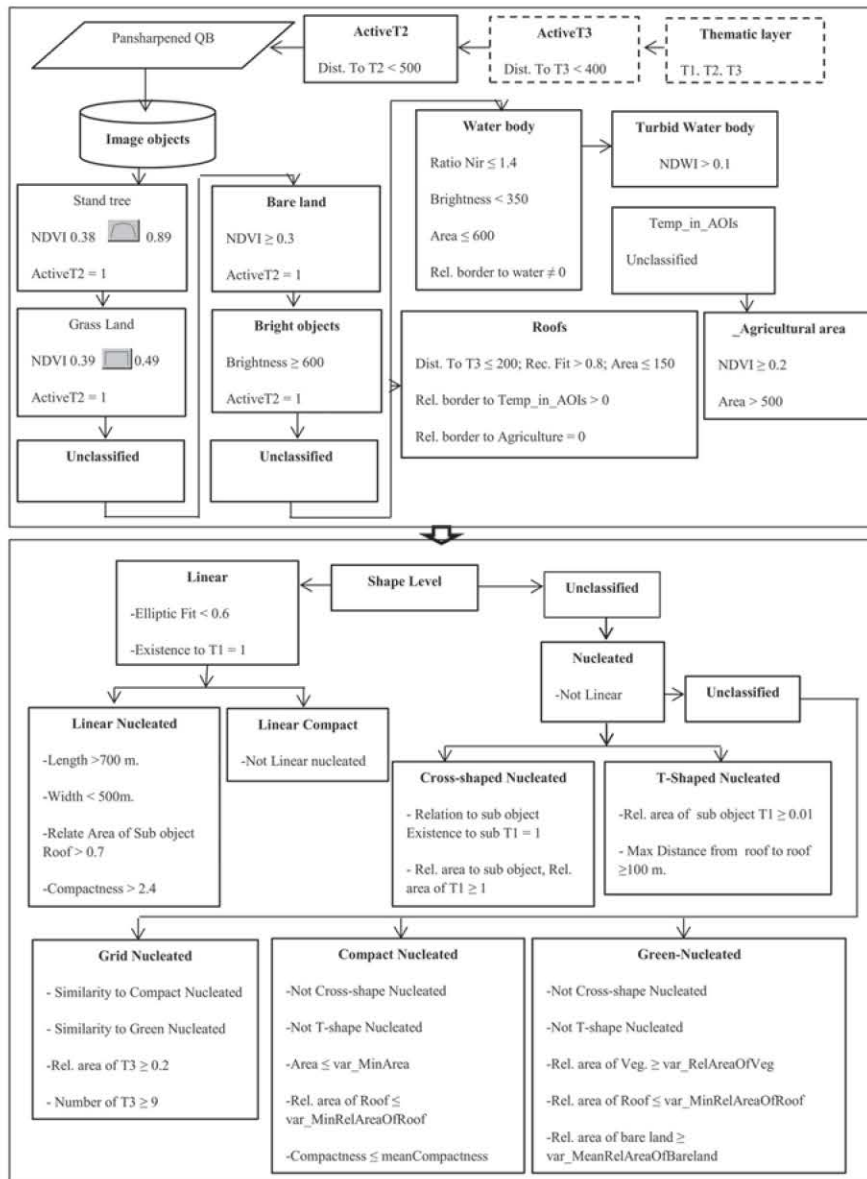 Pansharpened QB
ActiveT2
Dist. To T2 < 500
ActiveT3
Dist. To T3 < 400
Thematic layer
T1, T2, T3
Image objects
Stand tree
NDVI 0.38 0.89
ActiveT2 = 1
Grass Land
NDVI 0.39 0.49
ActiveT2 = 1
Unclassified
Bare land
NDVI ≥ 0.3
ActiveT2 = 1
Bright objects
Brightness ≥ 600
ActiveT2 = 1
Unclassified
Water body
Ratio Nir ≤ 1.4
Brightness < 350
Area ≤ 600
Rel. border to water ≠ 0
Turbid Water body
NDWI > 0.1
Temp_in_AOIs
Unclassified
Roofs
Dist. To T3 ≤ 200; Rec. Fit > 0.8; Area ≤ 150
Rel. border to Temp_in_AOIs > 0
Rel. border to Agriculture = 0
_Agricultural area
NDVI ≥ 0.2
Area > 500
Linear
-Elliptic Fit < 0.6
-Existence to T1 = 1
Shape Level
Unclassified
Nucleated
-Not Linear
Unclassified
Linear Nucleated
-Length >700 m.
-Width < 500m.
-Relate Area of Sub object
Roof > 0.7
-Compactness > 2.4
Linear Compact
-Not Linear nucleated
Cross-shaped Nucleated
- Relation to sub object
Existence to sub T1 = 1
- Rel. area to sub object, Rel.
area of T1 ≥ 1
T-Shaped Nucleated
-Rel. area of sub object T1 ≥ 0.01
- Max Distance from roof to roof
≥100 m.
Grid Nucleated
- Similarity to Compact Nucleated
- Similarity to Green Nucleated
-Rel. area of T3 ≥ 0.2
- Number of T3 ≥ 9
Compact Nucleated
-Not Cross-shape Nucleated
-Not T-shape Nucleated
-Area ≤ var_MinArea
-Rel. area of Roof ≤
var_MinRelAreaOfRoof
-Compactness ≤ meanCompactness
Green-Nucleated
-Not Cross-shape Nucleated
-Not T-shape Nucleated
-Rel. area of Veg. ≥ var_RelAreaOfVeg
-Rel. area of Roof ≤ var_MinRelAreaOfRoof
-Rel. area of bare land ≥
var_MeanRelAreaOfBareland